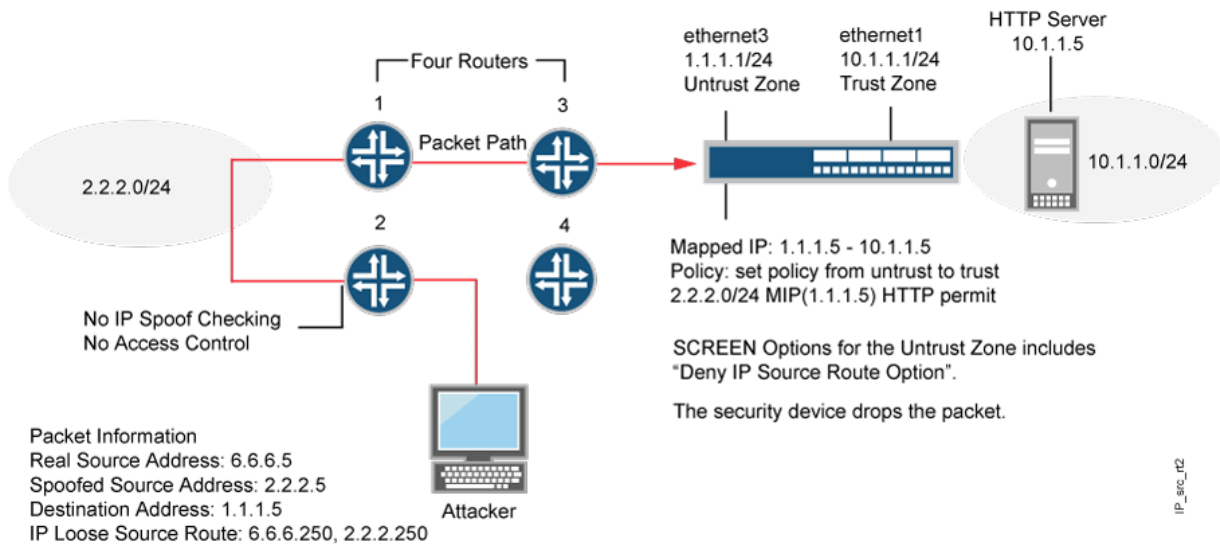 HTTP Server
10.1.1.5
ethernet3
1.1.1.1/24
Untrust Zone
ethernet1
10.1.1.1/24
Trust Zone
Four Routers
1
3
Packet Path
2.2.2.0/24
10.1.1.0/24
2
4
Mapped IP: 1.1.1.5 - 10.1.1.5
Policy: set policy from untrust to trust
2.2.2.0/24 MIP(1.1.1.5) HTTP permit
No IP Spoof Checking
No Access Control
SCREEN Options for the Untrust Zone includes
“Deny IP Source Route Option”.
The security device drops the packet.
Packet Information
Real Source Address: 6.6.6.5
Spoofed Source Address: 2.2.2.5
Destination Address: 1.1.1.5
IP Loose Source Route: 6.6.6.250, 2.2.2.250
Attacker
IP_src_rt2